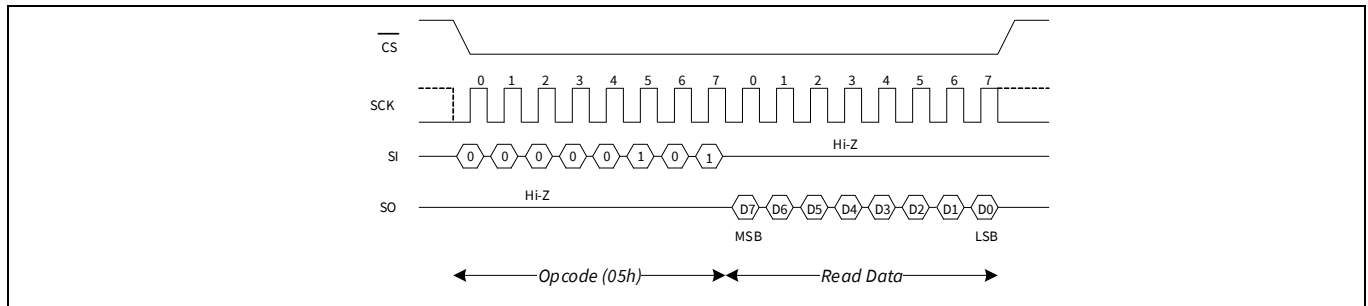 CS
0 1 2 3 4 5 6 7 0 1 2 3 4 5 6 7
SCK
Hi-Z
SI 0 0 0 0 0 1 0 1
Hi-Z
SO D7 D6 D5 D4 D3 D2 D1 D0
MSB LSB
Opcode (05h) Read Data